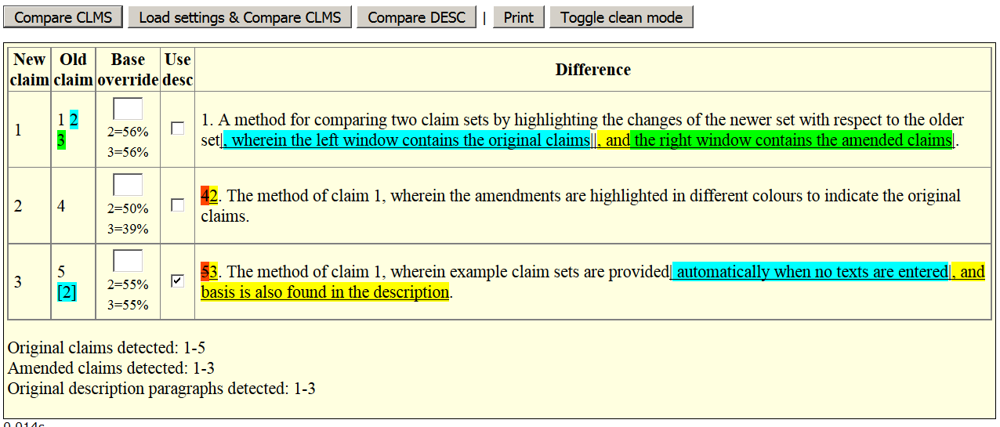 Compare CLMS Load settings & Compare CLMS Compare DESC | Print Toggle clean mode
New claim Old claim Base override Use desc Difference
1 1 2 3 2=56% 3=56% 1. A method for comparing two claim sets by highlighting the changes of the newer set with respect to the older
set|, wherein the left window contains the original claims||, and the right window contains the amended claims|.
2 4 2=50% 3=39% 42. The method of claim 1, wherein the amendments are highlighted in different colours to indicate the original
claims.
3 5 [2] 2=55% 3=55% 53. The method of claim 1, wherein example claim sets are provided| automatically when no texts are entered|, and
basis is also found in the description.
Original claims detected: 1-5
Amended claims detected: 1-3
Original description paragraphs detected: 1-3